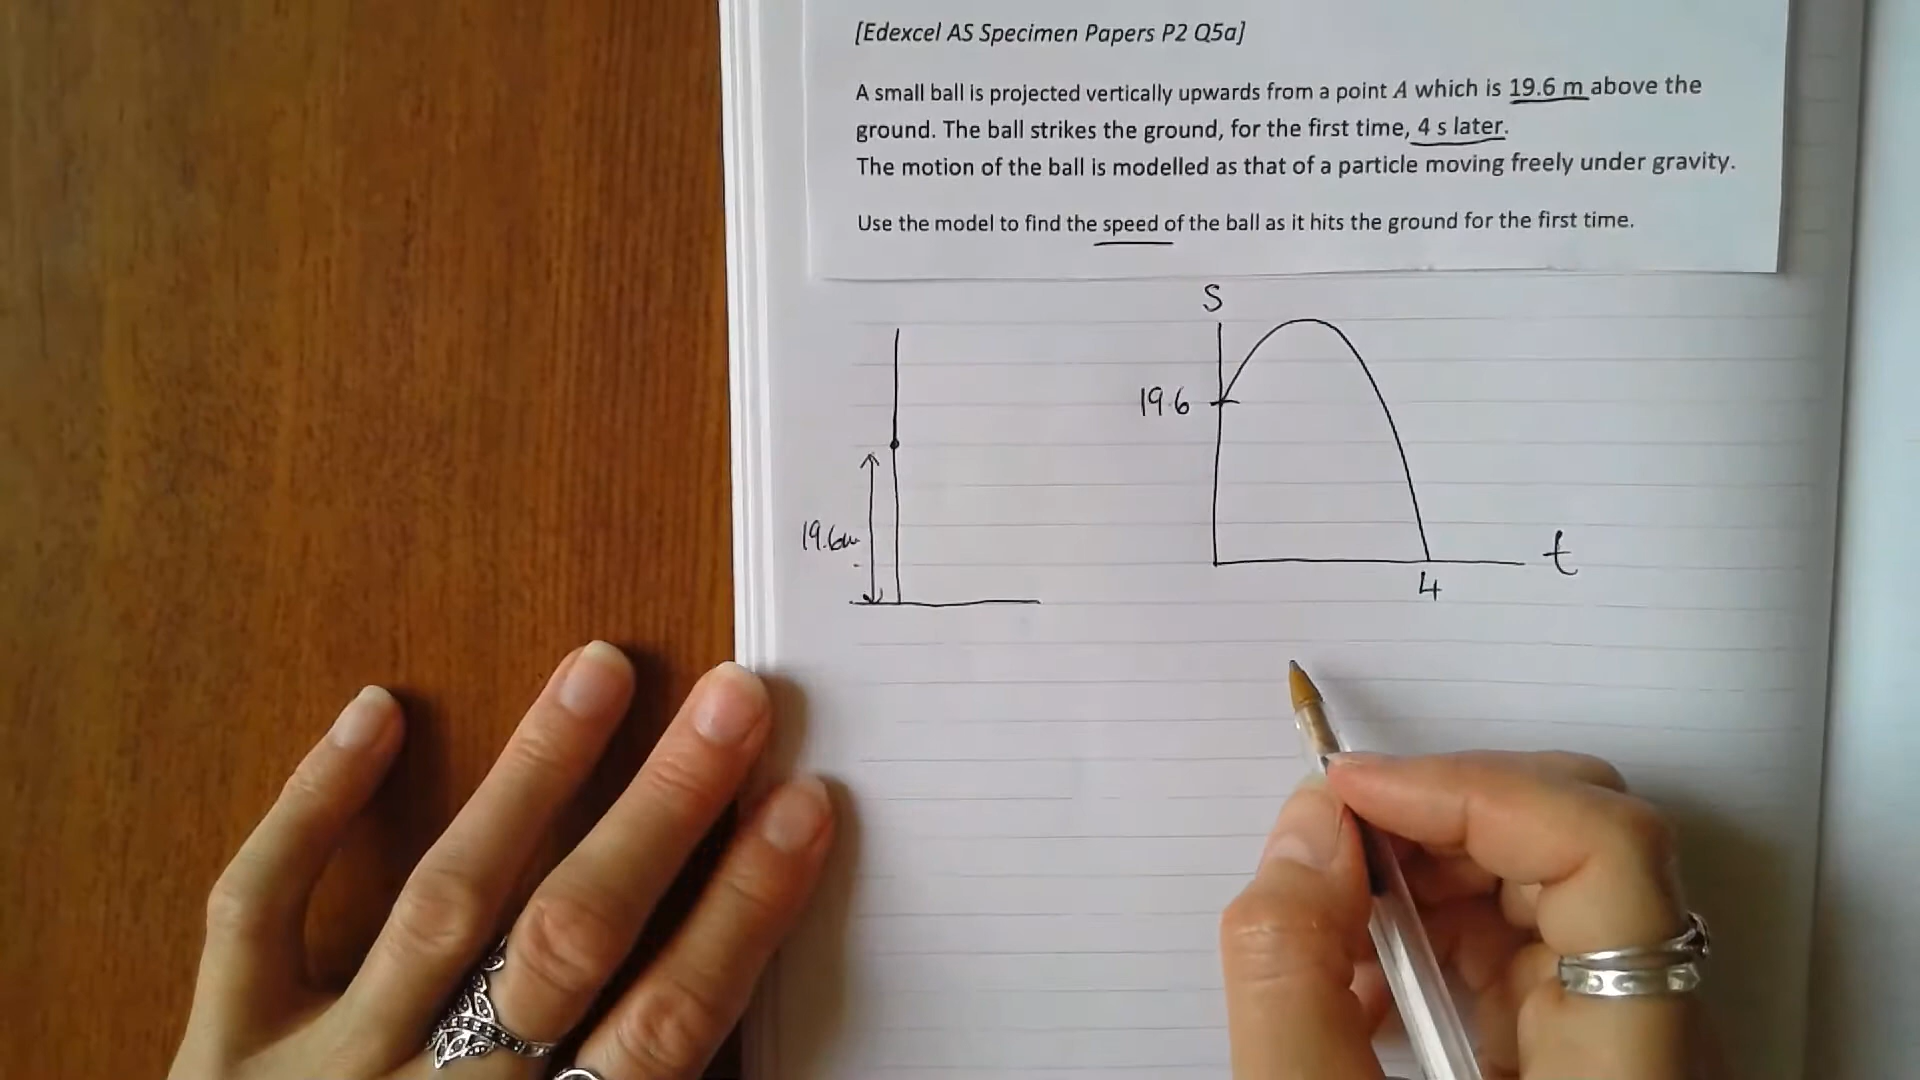 [Edexcel AS Specimen Papers P2 Q5a]
A small ball is projected vertically upwards from a point A which is 19.6 m above the
ground. The ball strikes the ground, for the first time, 4 s later.
The motion of the ball is modelled as that of a particle moving freely under gravity.
Use the model to find the speed of the ball as it hits the ground for the first time.
S
19.6
19.6m
t
4